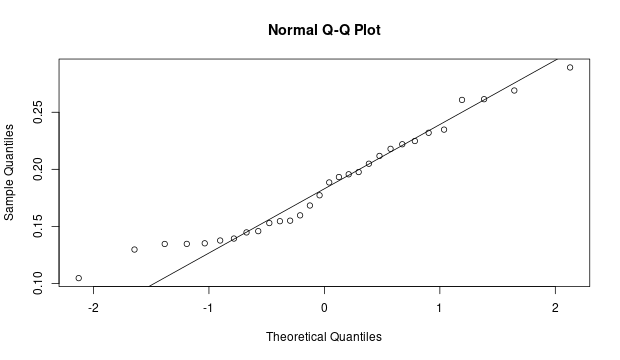 Normal Q-Q Plot
Sample Quantiles
0.25
0.20
0.15
0.10
-2 -1 0 1 2
Theoretical Quantiles